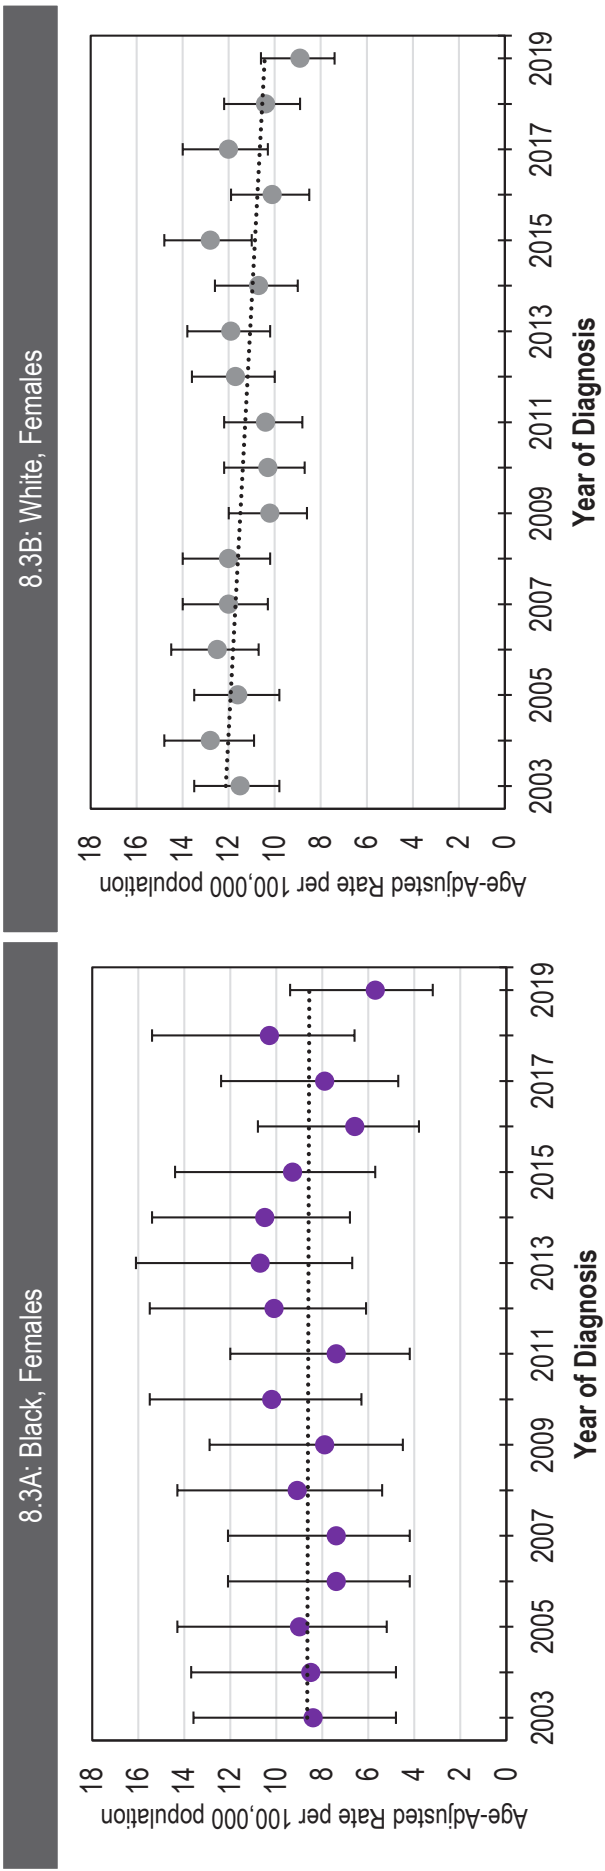 8.3A: Black, Females
Age-Adjusted Rate per 100,000 population
18
16
14
12
10
8
6
4
2
0
2003 2005 2007 2009 2011 2013 2015 2017 2019
Year of Diagnosis
8.3B: White, Females
Age-Adjusted Rate per 100,000 population
18
16
14
12
10
8
6
4
2
0
2003 2005 2007 2009 2011 2013 2015 2017 2019
Year of Diagnosis